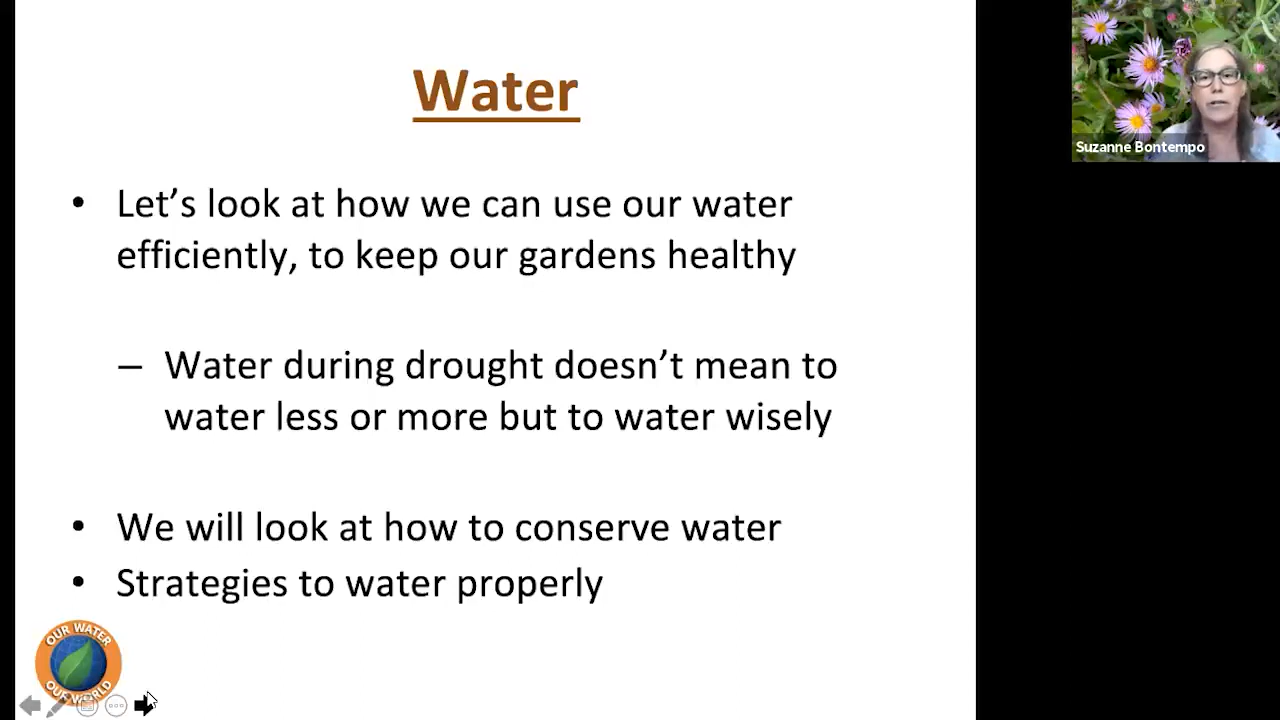 Water
• Let’s look at how we can use our water
efficiently, to keep our gardens healthy
– Water during drought doesn’t mean to
water less or more but to water wisely
• We will look at how to conserve water
• Strategies to water properly
OUR WATER
OUR WORLD
Suzanne Bontempo